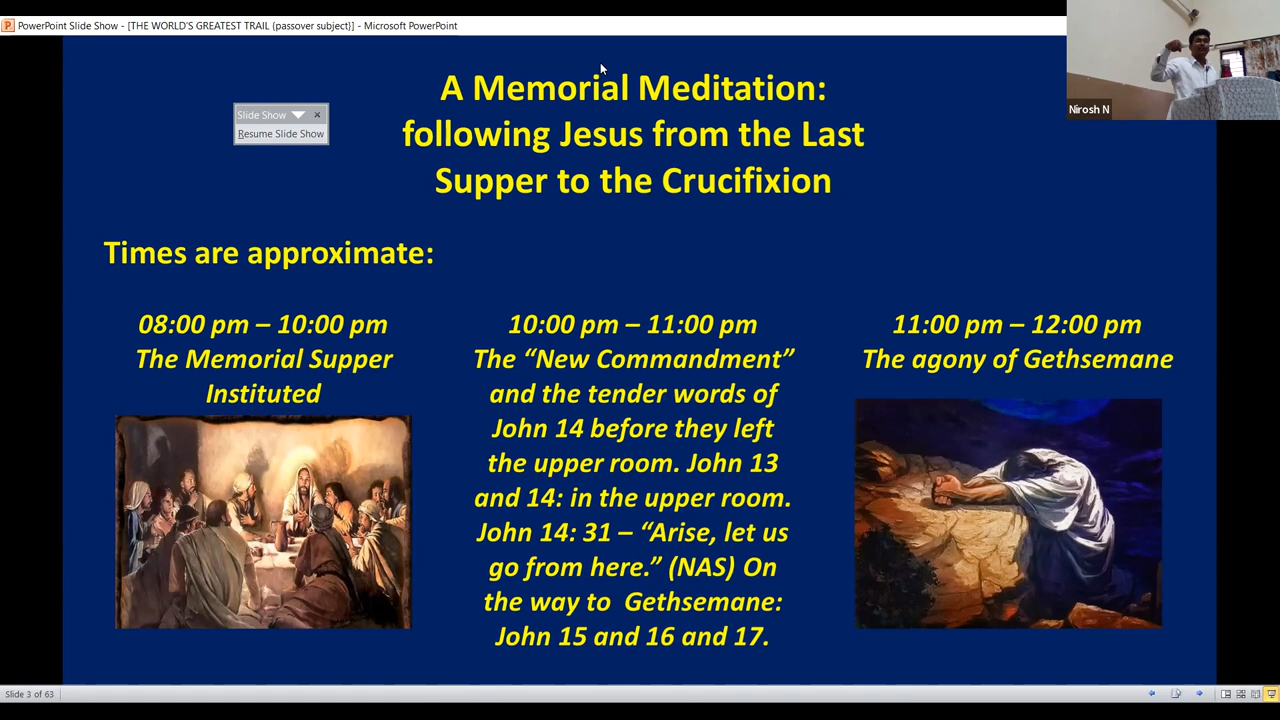 PowerPoint Slide Show - [THE WORLD'S GREATEST TRAIL (passover subject}] - Microsoft PowerPoint
Nirosh N
A Memorial Meditation:
following Jesus from the Last
Supper to the Crucifixion
Slide Show
Resume Slide Show
Times are approximate:
08:00 pm – 10:00 pm
The Memorial Supper
Instituted
10:00 pm – 11:00 pm
The “New Commandment”
and the tender words of
John 14 before they left
the upper room. John 13
and 14: in the upper room.
John 14: 31 – “Arise, let us
go from here.” (NAS) On
the way to  Gethsemane:
John 15 and 16 and 17.
11:00 pm – 12:00 pm
The agony of Gethsemane
Slide 3 of 63